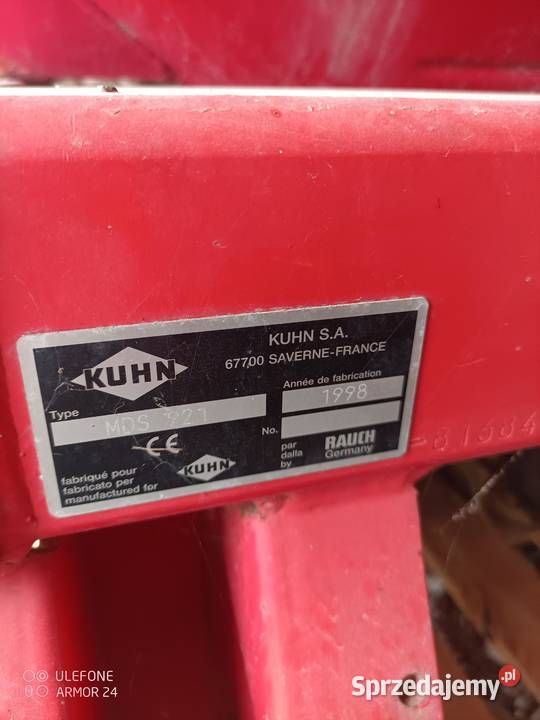 KUHN S.A.
67700 SAVERNE-FRANCE
KUHN
Type
MDS 921
Année de fabrication
1998
No.
CE
fabriqué pour
fabricato per
manufactured for
KUHN
par
dalla
by
RAUCH
Germany
ULEFONE
ARMOR 24
Sprzedajemy.pl